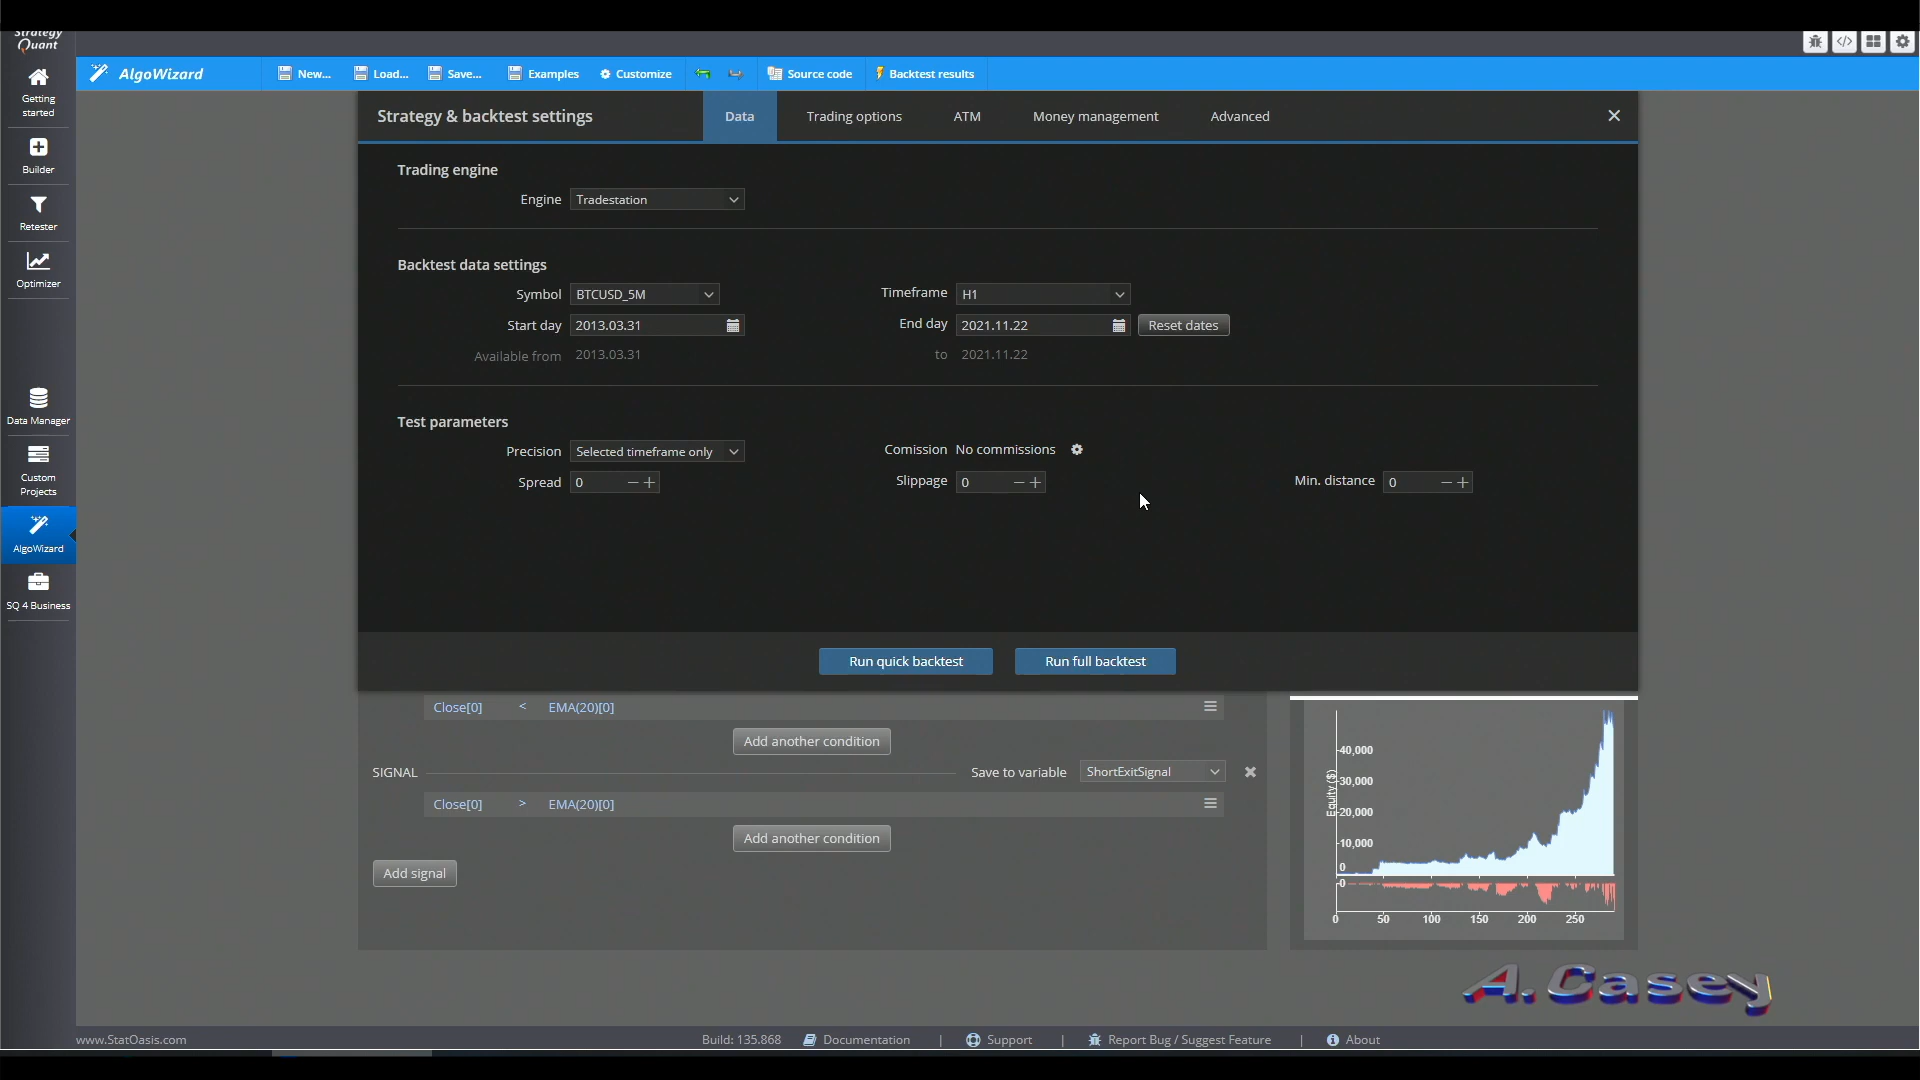 Strategy
Quant
AlgoWizard
New...
Load...
Save...
Examples
Customize
Source code
Backtest results
Getting
started
Builder
Retester
Optimizer
Data Manager
Custom
Projects
AlgoWizard
SQ 4 Business
Strategy & backtest settings
Data
Trading options
ATM
Money management
Advanced
Trading engine
Engine Tradestation
Backtest data settings
Symbol BTCUSD_5M Timeframe H1
Start day 2013.03.31 End day 2021.11.22 Reset dates
Available from 2013.03.31 to 2021.11.22
Test parameters
Precision Selected timeframe only Comission No commissions
Spread 0 Slippage 0 Min. distance 0
Run quick backtest Run full backtest
Close[0] < EMA(20)[0]
Add another condition
SIGNAL Save to variable ShortExitSignal
Close[0] > EMA(20)[0]
Add another condition
Add signal
Equity ($)
40,000
30,000
20,000
10,000
0
0
0 50 100 150 200 250
A. Casey
www.StatOasis.com
Build: 135.868
Documentation | Support | Report Bug / Suggest Feature | About